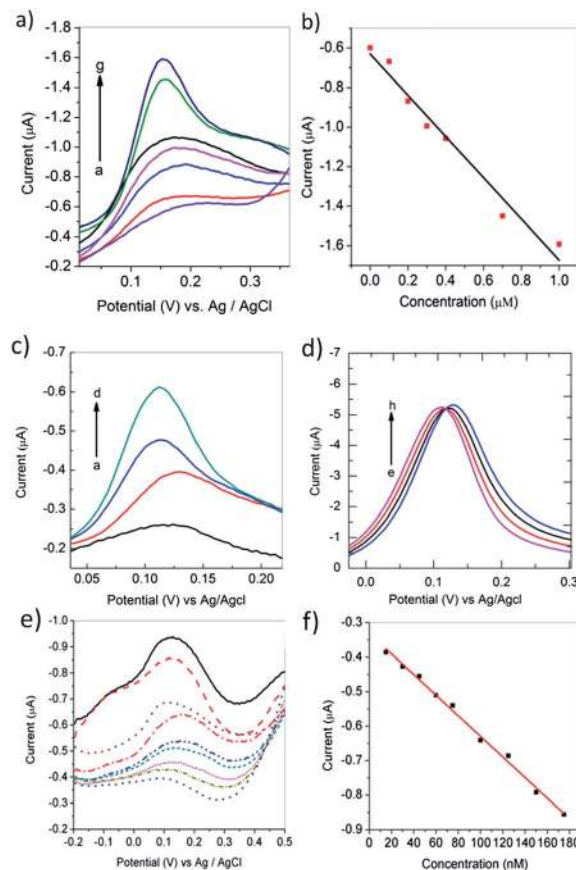 a)
-1.8
-1.6
-1.4
-1.2
-1.0
-0.8
-0.6
-0.4
-0.2
Current (μA)
g
a
0.1 0.2 0.3
Potential (V) vs. Ag / AgCl
b)
-0.6
-0.8
-1.0
-1.2
-1.4
-1.6
Current (μA)
0.0 0.2 0.4 0.6 0.8 1.0
Concentration (μM)
c)
-0.7
-0.6
-0.5
-0.4
-0.3
-0.2
Current (μA)
d
a
0.05 0.10 0.15 0.20
Potential (V) vs Ag/Agcl
d)
-7
-6
-5
-4
-3
-2
-1
0
Current (μA)
h
e
0.0 0.1 0.2 0.3
Potential (V) vs Ag/Agcl
e)
-1.0
-0.9
-0.8
-0.7
-0.6
-0.5
-0.4
-0.3
-0.2
Current (μA)
-0.2 -0.1 0.0 0.1 0.2 0.3 0.4 0.5
Potential (V) vs Ag / AgCl
f)
-0.3
-0.4
-0.5
-0.6
-0.7
-0.8
-0.9
Current (μA)
0 20 40 60 80 100 120 140 160 180
Concentration (nM)